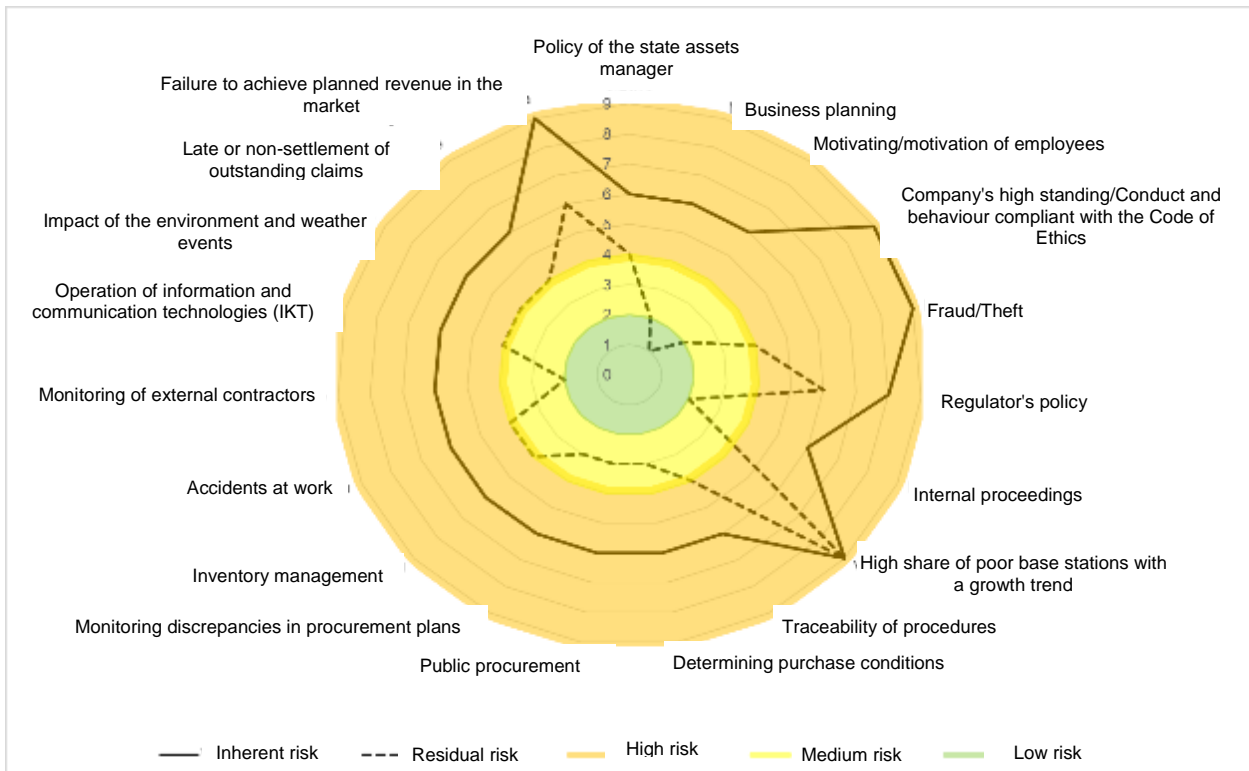 Policy of the state assets
manager
Failure to achieve planned revenue in the
market
Business planning
Late or non-settlement of
outstanding claims
Motivating/motivation of employees
Impact of the environment and weather
events
Company's high standing/Conduct and
behaviour compliant with the Code of
Ethics
Operation of information and
communication technologies (IKT)
Fraud/Theft
Monitoring of external contractors
Regulator's policy
Accidents at work
Internal proceedings
Inventory management
High share of poor base stations with
a growth trend
Monitoring discrepancies in procurement plans
Traceability of procedures
Public procurement
Determining purchase conditions
9
8
7
6
5
4
3
2
1
0
Inherent risk
Residual risk
High risk
Medium risk
Low risk